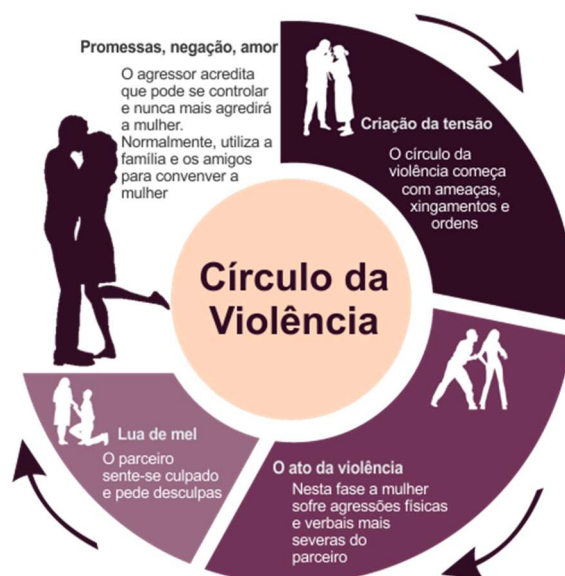 Promessas, negação, amor
O agressor acredita
que pode se controlar
e nunca mais agredirá
a mulher.
Normalmente, utiliza a
família e os amigos
para convenver a
mulher
Criação da tensão
O círculo da
violência começa
com ameaças,
xingamentos e
ordens
Círculo da
Violência
O ato da violência
Nesta fase a mulher
sofre agressões físicas
e verbais mais
severas do
parceiro
Lua de mel
O parceiro
sente-se culpado
e pede desculpas